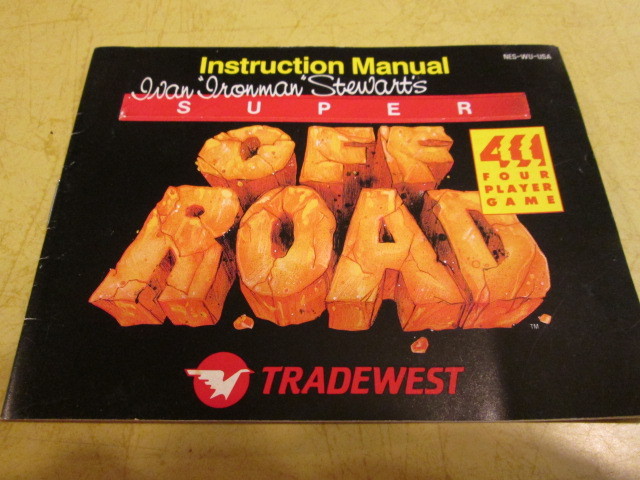 NES-WU-USA
Instruction Manual
Ivan "Ironman" Stewart's
SUPER
OFF
ROAD
4
FOUR
PLAYER
GAME
TM
TRADEWEST